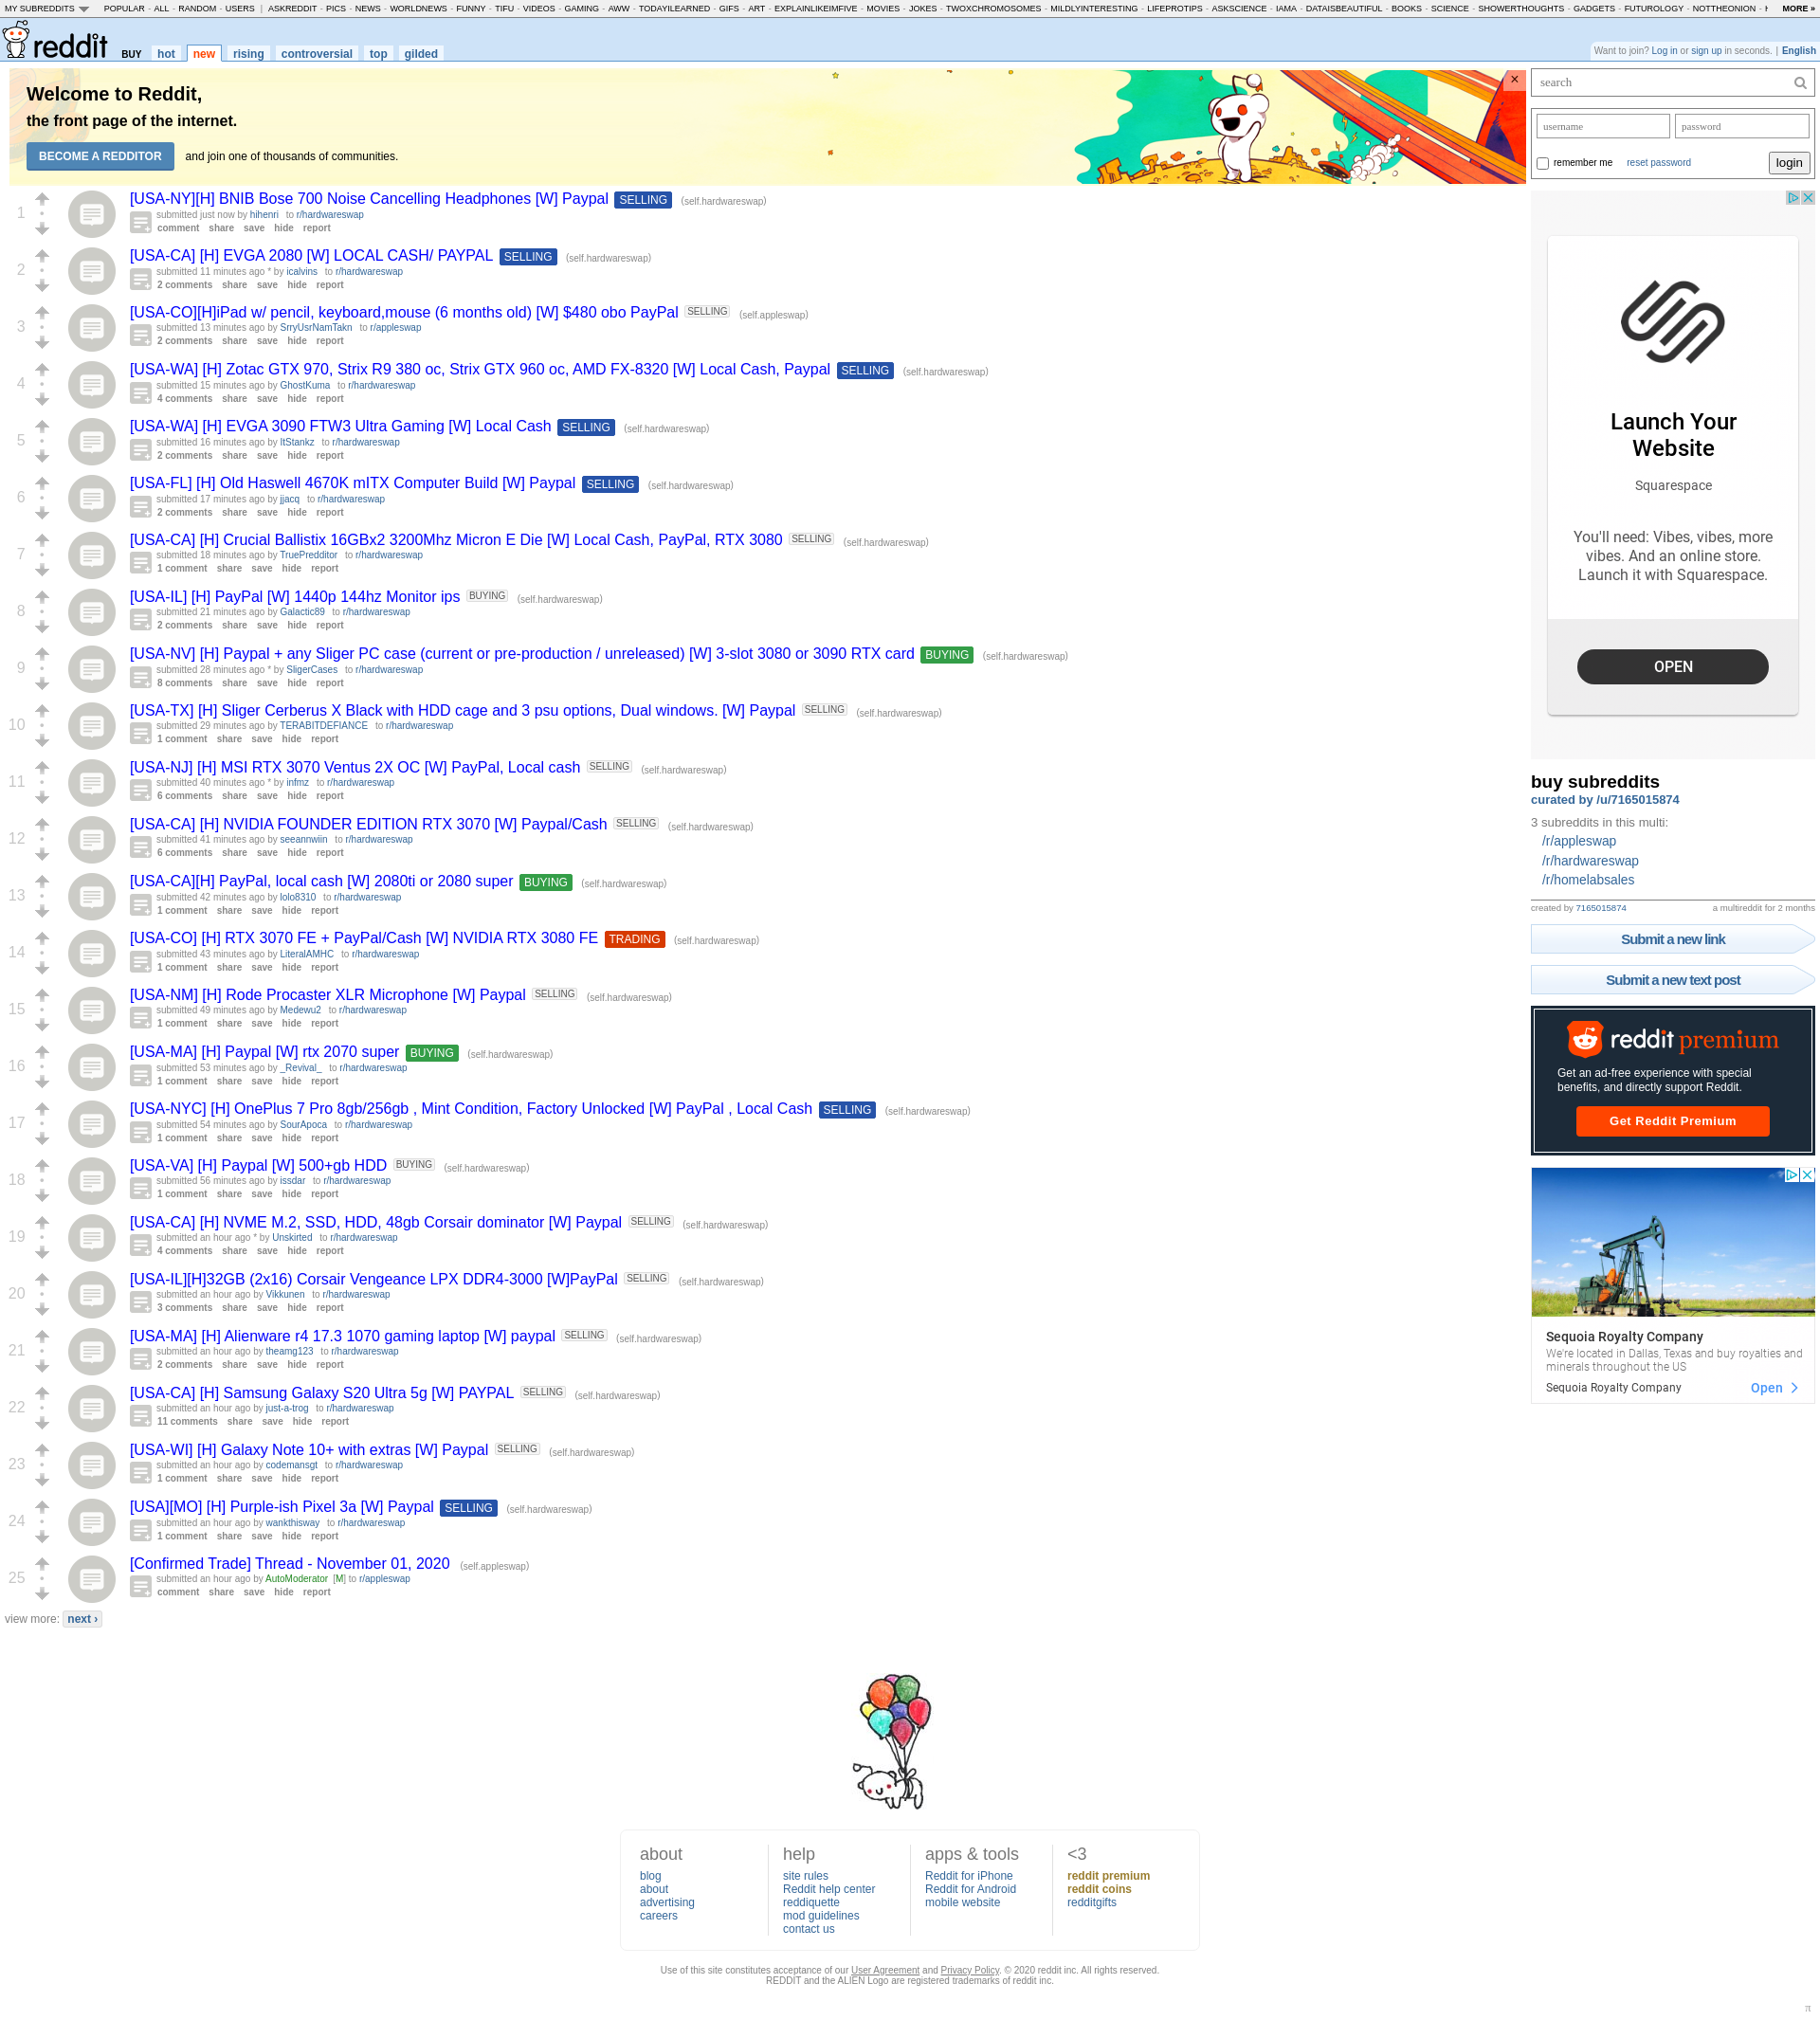 MY SUBREDDITS POPULAR - ALL - RANDOM - USERS | ASKREDDIT - PICS - NEWS - WORLDNEWS - FUNNY - TIFU - VIDEOS - GAMING - AWW - TODAYILEARNED - GIFS - ART - EXPLAINLIKEIMFIVE - MOVIES - JOKES - TWOXCHROMOSOMES - MILDLYINTERESTING - LIFEPROTIPS - ASKSCIENCE - IAMA - DATAISBEAUTIFUL - BOOKS - SCIENCE - SHOWERTHOUGHTS - GADGETS - FUTUROLOGY - NOTTHEONION - MORE »
reddit BUY hot new rising controversial top gilded
Want to join? Log in or sign up in seconds. | English
Welcome to Reddit,
the front page of the internet.
BECOME A REDDITOR and join one of thousands of communities.
×
1
[USA-NY][H] BNIB Bose 700 Noise Cancelling Headphones [W] Paypal SELLING (self.hardwareswap)
submitted just now by hihenri to r/hardwareswap
comment share save hide report
2
[USA-CA] [H] EVGA 2080 [W] LOCAL CASH/ PAYPAL SELLING (self.hardwareswap)
submitted 11 minutes ago * by icalvins to r/hardwareswap
2 comments share save hide report
3
[USA-CO][H]iPad w/ pencil, keyboard,mouse (6 months old) [W] $480 obo PayPal SELLING (self.appleswap)
submitted 13 minutes ago by SrryUsrNamTakn to r/appleswap
2 comments share save hide report
4
[USA-WA] [H] Zotac GTX 970, Strix R9 380 oc, Strix GTX 960 oc, AMD FX-8320 [W] Local Cash, Paypal SELLING (self.hardwareswap)
submitted 15 minutes ago by GhostKuma to r/hardwareswap
4 comments share save hide report
5
[USA-WA] [H] EVGA 3090 FTW3 Ultra Gaming [W] Local Cash SELLING (self.hardwareswap)
submitted 16 minutes ago by ItStankz to r/hardwareswap
2 comments share save hide report
6
[USA-FL] [H] Old Haswell 4670K mITX Computer Build [W] Paypal SELLING (self.hardwareswap)
submitted 17 minutes ago by jjacq to r/hardwareswap
2 comments share save hide report
7
[USA-CA] [H] Crucial Ballistix 16GBx2 3200Mhz Micron E Die [W] Local Cash, PayPal, RTX 3080 SELLING (self.hardwareswap)
submitted 18 minutes ago by TruePredditor to r/hardwareswap
1 comment share save hide report
8
[USA-IL] [H] PayPal [W] 1440p 144hz Monitor ips BUYING (self.hardwareswap)
submitted 21 minutes ago by Galactic89 to r/hardwareswap
2 comments share save hide report
9
[USA-NV] [H] Paypal + any Sliger PC case (current or pre-production / unreleased) [W] 3-slot 3080 or 3090 RTX card BUYING (self.hardwareswap)
submitted 28 minutes ago * by SligerCases to r/hardwareswap
8 comments share save hide report
10
[USA-TX] [H] Sliger Cerberus X Black with HDD cage and 3 psu options, Dual windows. [W] Paypal SELLING (self.hardwareswap)
submitted 29 minutes ago by TERABITDEFIANCE to r/hardwareswap
1 comment share save hide report
11
[USA-NJ] [H] MSI RTX 3070 Ventus 2X OC [W] PayPal, Local cash SELLING (self.hardwareswap)
submitted 40 minutes ago * by infmz to r/hardwareswap
6 comments share save hide report
12
[USA-CA] [H] NVIDIA FOUNDER EDITION RTX 3070 [W] Paypal/Cash SELLING (self.hardwareswap)
submitted 41 minutes ago by seeannwiin to r/hardwareswap
6 comments share save hide report
13
[USA-CA][H] PayPal, local cash [W] 2080ti or 2080 super BUYING (self.hardwareswap)
submitted 42 minutes ago by lolo8310 to r/hardwareswap
1 comment share save hide report
14
[USA-CO] [H] RTX 3070 FE + PayPal/Cash [W] NVIDIA RTX 3080 FE TRADING (self.hardwareswap)
submitted 43 minutes ago by LiteralAMHC to r/hardwareswap
1 comment share save hide report
15
[USA-NM] [H] Rode Procaster XLR Microphone [W] Paypal SELLING (self.hardwareswap)
submitted 49 minutes ago by Medewu2 to r/hardwareswap
1 comment share save hide report
16
[USA-MA] [H] Paypal [W] rtx 2070 super BUYING (self.hardwareswap)
submitted 53 minutes ago by _Revival_ to r/hardwareswap
1 comment share save hide report
17
[USA-NYC] [H] OnePlus 7 Pro 8gb/256gb , Mint Condition, Factory Unlocked [W] PayPal , Local Cash SELLING (self.hardwareswap)
submitted 54 minutes ago by SourApoca to r/hardwareswap
1 comment share save hide report
18
[USA-VA] [H] Paypal [W] 500+gb HDD BUYING (self.hardwareswap)
submitted 56 minutes ago by issdar to r/hardwareswap
1 comment share save hide report
19
[USA-CA] [H] NVME M.2, SSD, HDD, 48gb Corsair dominator [W] Paypal SELLING (self.hardwareswap)
submitted an hour ago * by Unskirted to r/hardwareswap
4 comments share save hide report
20
[USA-IL][H]32GB (2x16) Corsair Vengeance LPX DDR4-3000 [W]PayPal SELLING (self.hardwareswap)
submitted an hour ago by Vikkunen to r/hardwareswap
3 comments share save hide report
21
[USA-MA] [H] Alienware r4 17.3 1070 gaming laptop [W] paypal SELLING (self.hardwareswap)
submitted an hour ago by theamg123 to r/hardwareswap
2 comments share save hide report
22
[USA-CA] [H] Samsung Galaxy S20 Ultra 5g [W] PAYPAL SELLING (self.hardwareswap)
submitted an hour ago by just-a-trog to r/hardwareswap
11 comments share save hide report
23
[USA-WI] [H] Galaxy Note 10+ with extras [W] Paypal SELLING (self.hardwareswap)
submitted an hour ago by codemansgt to r/hardwareswap
1 comment share save hide report
24
[USA][MO] [H] Purple-ish Pixel 3a [W] Paypal SELLING (self.hardwareswap)
submitted an hour ago by wankthisway to r/hardwareswap
1 comment share save hide report
25
[Confirmed Trade] Thread - November 01, 2020 (self.appleswap)
submitted an hour ago by AutoModerator [M] to r/appleswap
comment share save hide report
view more: next ›
search
username password
remember me reset password login
Launch Your
Website
Squarespace
You'll need: Vibes, vibes, more
vibes. And an online store.
Launch it with Squarespace.
OPEN
buy subreddits
curated by /u/7165015874
3 subreddits in this multi:
/r/appleswap
/r/hardwareswap
/r/homelabsales
created by 7165015874 a multireddit for 2 months
Submit a new link
Submit a new text post
reddit premium
Get an ad-free experience with special
benefits, and directly support Reddit.
Get Reddit Premium
Sequoia Royalty Company
We're located in Dallas, Texas and buy royalties and
minerals throughout the US
Sequoia Royalty Company Open
about
blog
about
advertising
careers
help
site rules
Reddit help center
reddiquette
mod guidelines
contact us
apps & tools
Reddit for iPhone
Reddit for Android
mobile website
<3
reddit premium
reddit coins
redditgifts
Use of this site constitutes acceptance of our User Agreement and Privacy Policy. © 2020 reddit inc. All rights reserved.
REDDIT and the ALIEN Logo are registered trademarks of reddit inc.
π